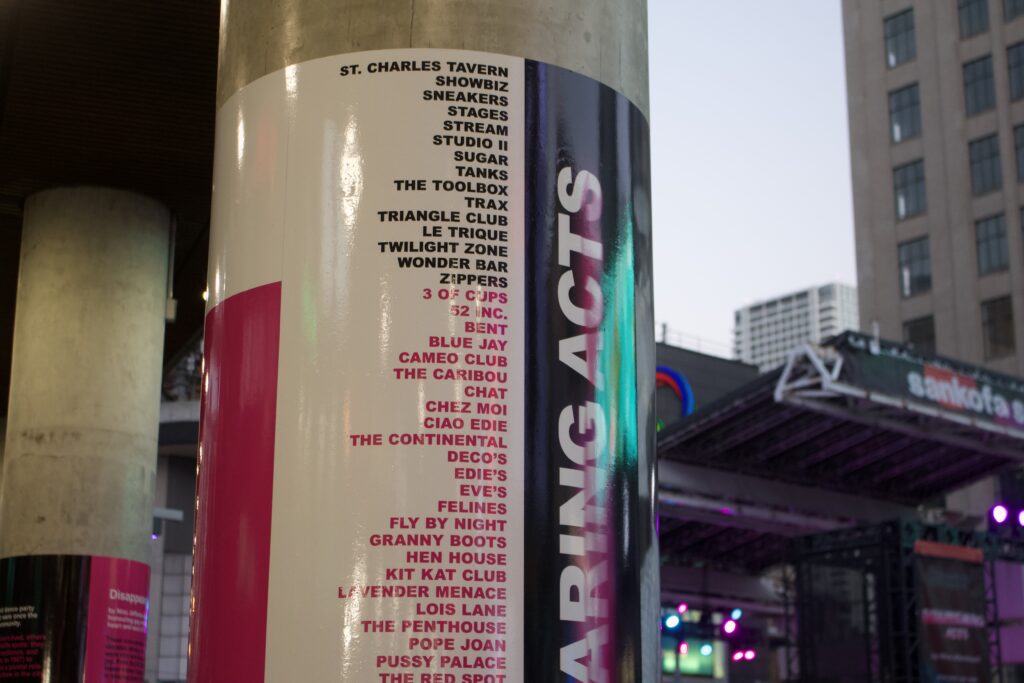 ST. CHARLES TAVERN
SHOWBIZ
SNEAKERS
STAGES
STREAM
STUDIO II
SUGAR
TANKS
THE TOOLBOX
TRAX
TRIANGLE CLUB
LE TRIQUE
TWILIGHT ZONE
WONDER BAR
ZIPPERS
3 OF CUPS
52 INC.
BENT
BLUE JAY
CAMEO CLUB
THE CARIBOU
CHAT
CHEZ MOI
CIAO EDIE
THE CONTINENTAL
DECO'S
EDIE'S
EVE'S
FELINES
FLY BY NIGHT
GRANNY BOOTS
HEN HOUSE
KIT KAT CLUB
LAVENDER MENACE
LOIS LANE
THE PENTHOUSE
POPE JOAN
PUSSY PALACE
THE RED SPOT
ARING ACTS
sankofa s
Disappea